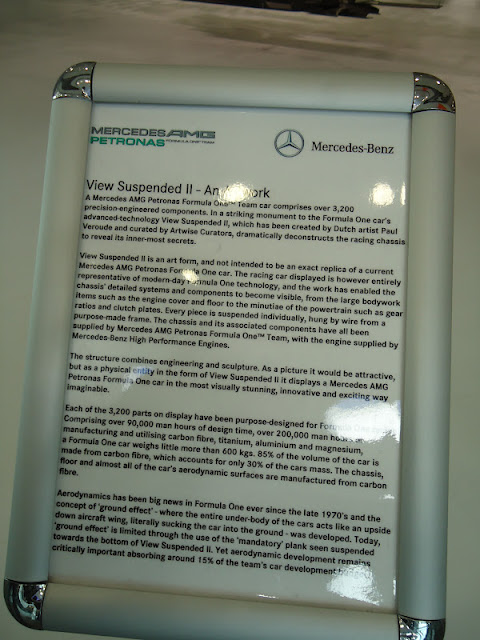 MERCEDES AMG
PETRONAS FORMULA ONE TEAM
Mercedes-Benz
View Suspended II - An Artwork
A Mercedes AMG Petronas Formula One™ Team car comprises over 3,200
precision-engineered components. In a striking monument to the Formula One car's
advanced-technology View Suspended II, which has been created by Dutch artist Paul
Veroude and curated by Artwise Curators, dramatically deconstructs the racing chassis
to reveal its inner-most secrets.
View Suspended II is an art form, and not intended to be an exact replica of a current
Mercedes AMG Petronas Formula One car. The racing car displayed is however entirely
representative of modern-day Formula One technology, and the work has enabled the
chassis' detailed systems and components to become visible, from the large bodywork
items such as the engine cover and floor to the minutiae of the powertrain such as gear
ratios and clutch plates. Every piece is suspended individually, hung by wire from a
purpose-made frame. The chassis and its associated components have all been
supplied by Mercedes AMG Petronas Formula One™ Team, with the engine supplied by
Mercedes-Benz High Performance Engines.
The structure combines engineering and sculpture. As a picture it would be attractive,
but as a physical entity in the form of View Suspended II it displays a Mercedes AMG
Petronas Formula One car in the most visually stunning, innovative and exciting way
imaginable.
Each of the 3,200 parts on display have been purpose-designed for Formula One
Comprising over 90,000 man hours of design time, over 200,000 man hours
manufacturing and utilising carbon fibre, titanium, aluminium and magnesium,
a Formula One car weighs little more than 600 kgs. 85% of the volume of the car is
made from carbon fibre, which accounts for only 30% of the cars mass. The chassis,
floor and almost all of the car's aerodynamic surfaces are manufactured from carbon
fibre.
Aerodynamics has been big news in Formula One ever since the late 1970's and the
concept of 'ground effect' - where the entire under-body of the cars acts like an upside
down aircraft wing, literally sucking the car into the ground - was developed. Today,
'ground effect' is limited through the use of the 'mandatory' plank seen suspended
towards the bottom of View Suspended II. Yet aerodynamic development remains
critically important absorbing around 15% of the team's car development